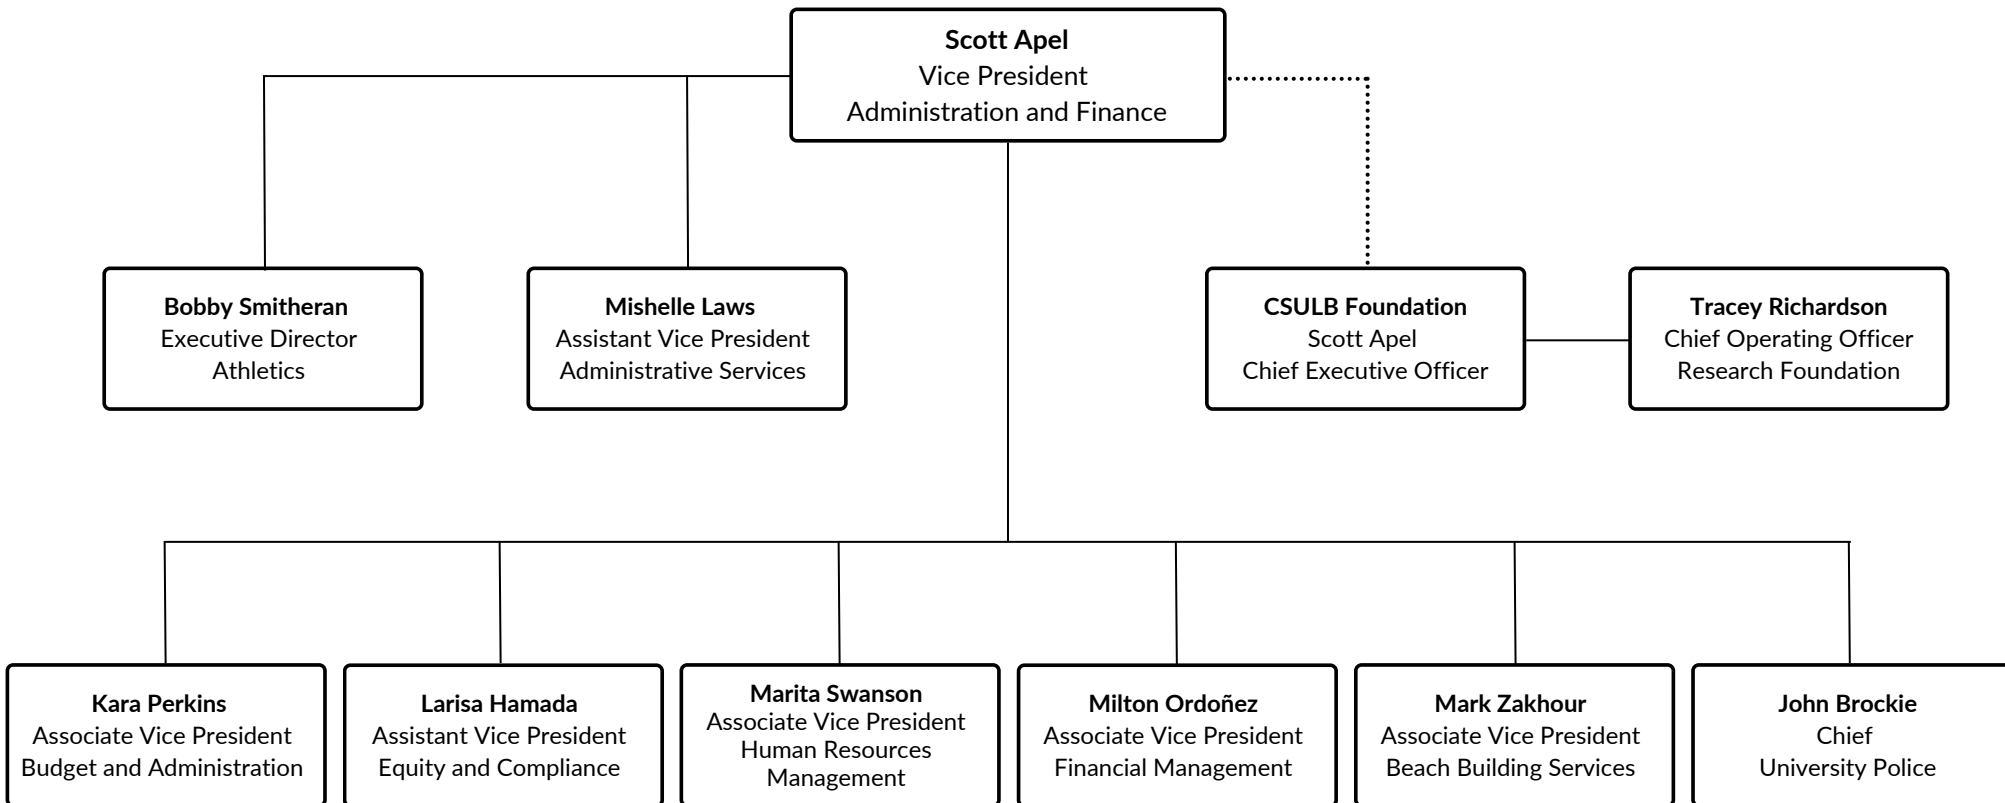 Scott Apel
Vice President
Administration and Finance
Bobby Smitheran
Executive Director
Athletics
Mishelle Laws
Assistant Vice President
Administrative Services
CSULB Foundation
Scott Apel
Chief Executive Officer
Tracey Richardson
Chief Operating Officer
Research Foundation
Kara Perkins
Associate Vice President
Budget and Administration
Larisa Hamada
Assistant Vice President
Equity and Compliance
Marita Swanson
Associate Vice President
Human Resources
Management
Milton Ordoñez
Associate Vice President
Financial Management
Mark Zakhour
Associate Vice President
Beach Building Services
John Brockie
Chief
University Police